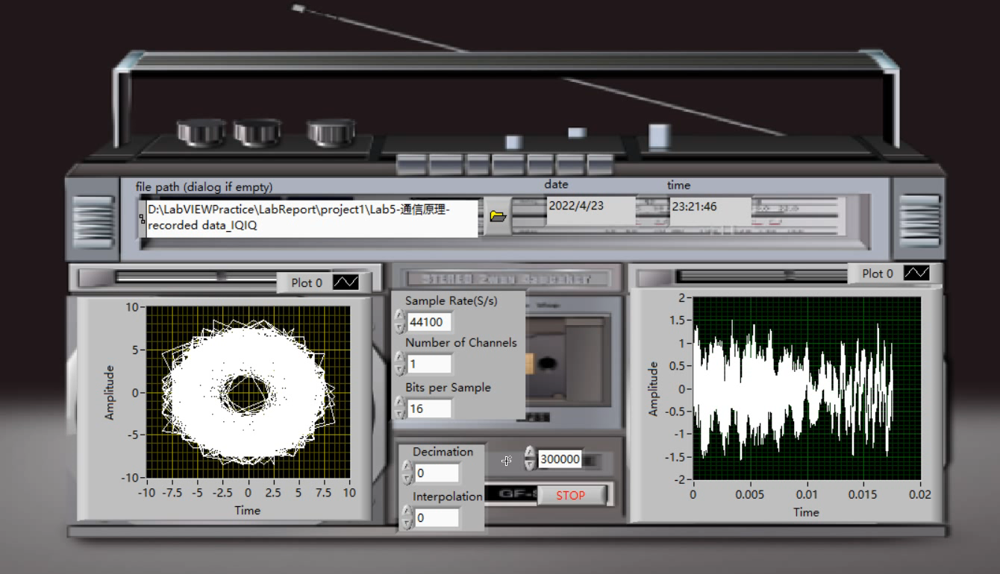 file path (dialog if empty)
date
time
D:\LabVIEWPractice\LabReport\project1\Lab5-通信原理-
recorded data_IQIQ
2022/4/23
23:21:46
Plot 0
STEREO 2way 4speaker
Plot 0
Sample Rate(S/s)
44100
Number of Channels
1
Bits per Sample
16
Decimation
0
300000
Interpolation
0
GF-
STOP
10
5
0
-5
-10
Amplitude
-10 -7.5 -5 -2.5 0 2.5 5 7.5 10
Time
2
1.5
1
0.5
0
-0.5
-1
-1.5
-2
Amplitude
0 0.005 0.01 0.015 0.02
Time